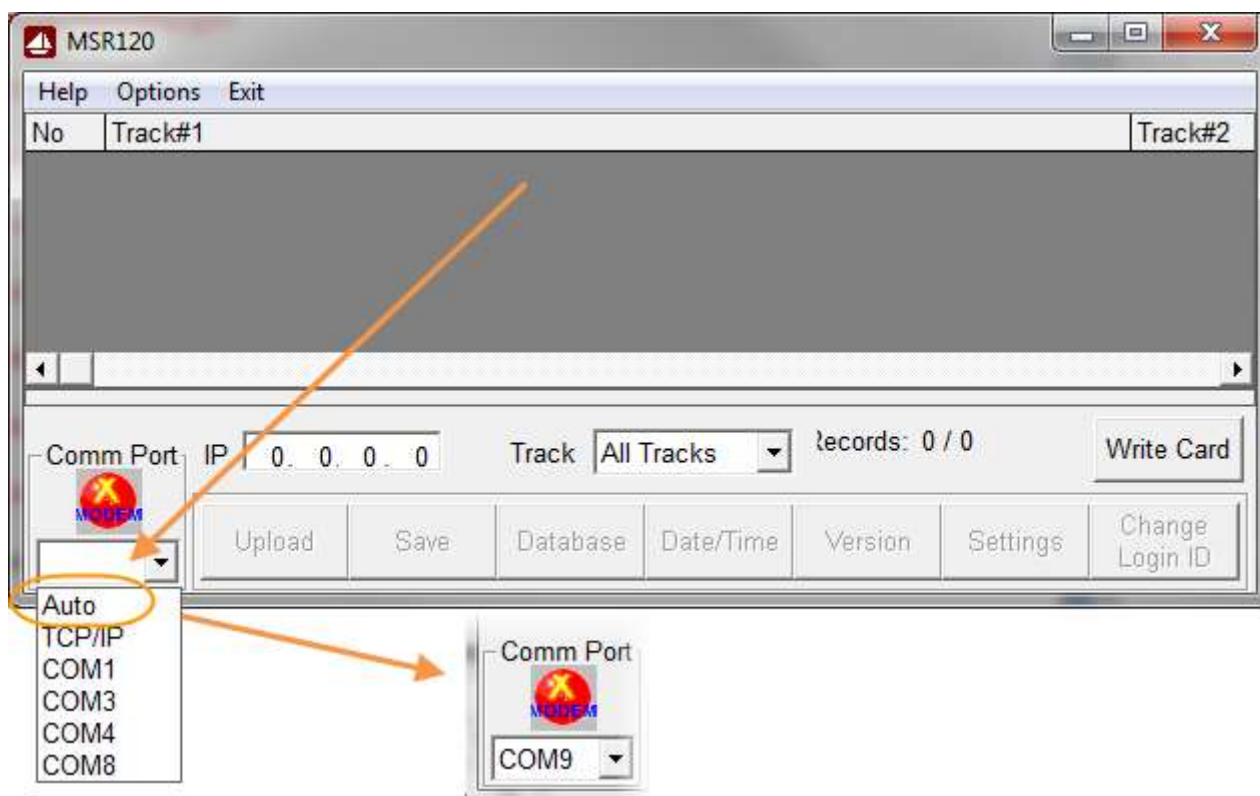 MSR120
Help Options Exit
No Track#1 Track#2
Comm Port IP 0. 0. 0. 0 Track All Tracks Records: 0 / 0 Write Card
X
MODEM
Upload Save Database Date/Time Version Settings Change Login ID
Auto
TCP/IP
COM1
COM3
COM4
COM8
Comm Port
X
MODEM
COM9